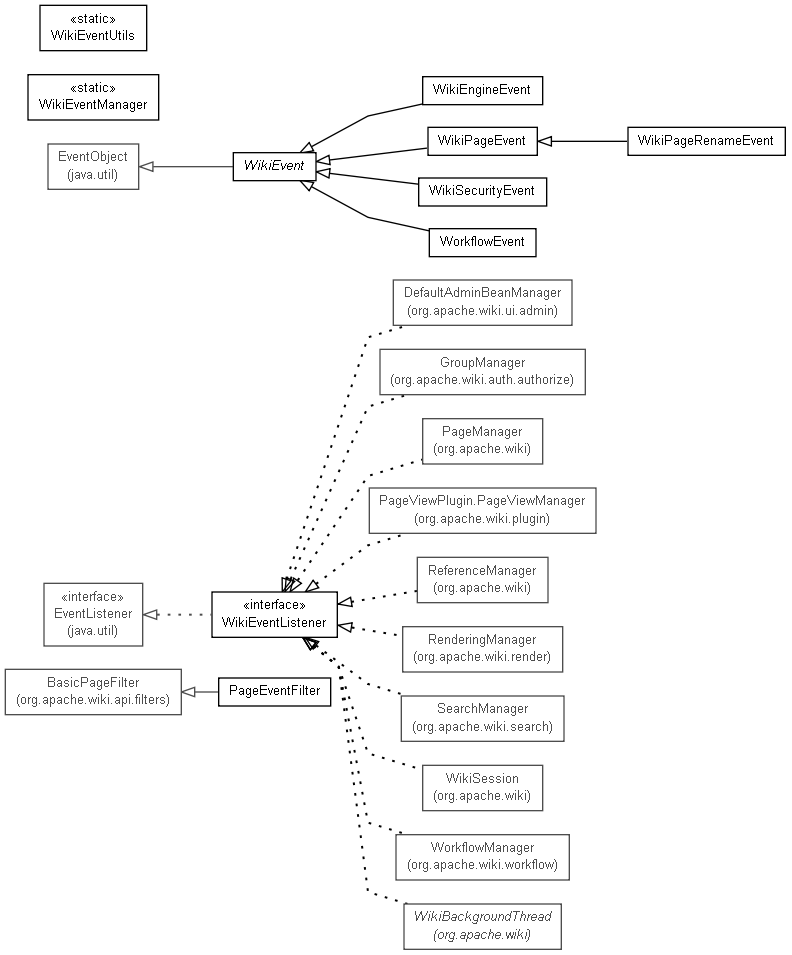 «static»
WikiEventUtils
«static»
WikiEventManager
EventObject
(java.util)
WikiEvent
WikiEngineEvent
WikiPageEvent
WikiPageRenameEvent
WikiSecurityEvent
WorkflowEvent
DefaultAdminBeanManager
(org.apache.wiki.ui.admin)
GroupManager
(org.apache.wiki.auth.authorize)
PageManager
(org.apache.wiki)
PageViewPlugin.PageViewManager
(org.apache.wiki.plugin)
ReferenceManager
(org.apache.wiki)
«interface»
EventListener
(java.util)
«interface»
WikiEventListener
RenderingManager
(org.apache.wiki.render)
BasicPageFilter
(org.apache.wiki.api.filters)
PageEventFilter
SearchManager
(org.apache.wiki.search)
WikiSession
(org.apache.wiki)
WorkflowManager
(org.apache.wiki.workflow)
WikiBackgroundThread
(org.apache.wiki)